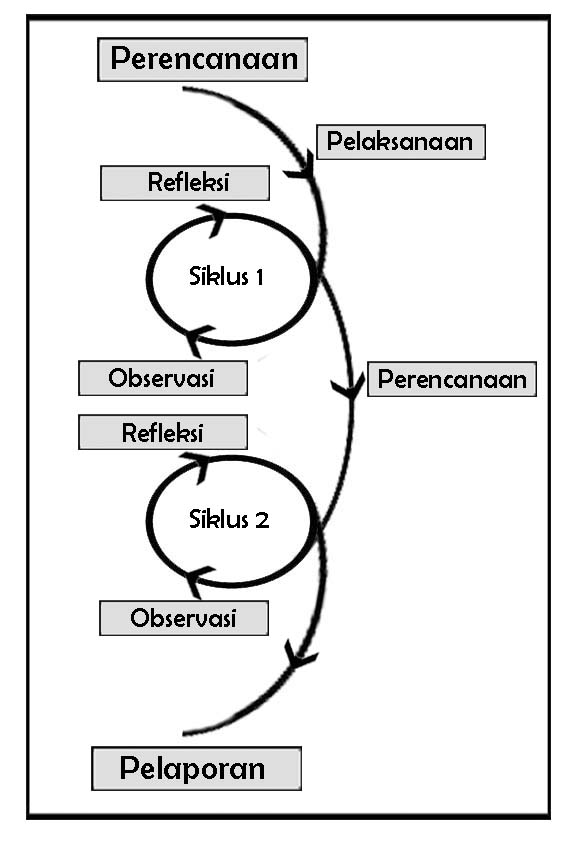 Perencanaan
Pelaksanaan
Refleksi
Siklus 1
Observasi
Perencanaan
Refleksi
Siklus 2
Observasi
Pelaporan